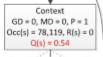 Context
GD = 0, MD = 0, P = 1
Occ(s) = 78,119, R(s) = 0
Q(s) = 0.54